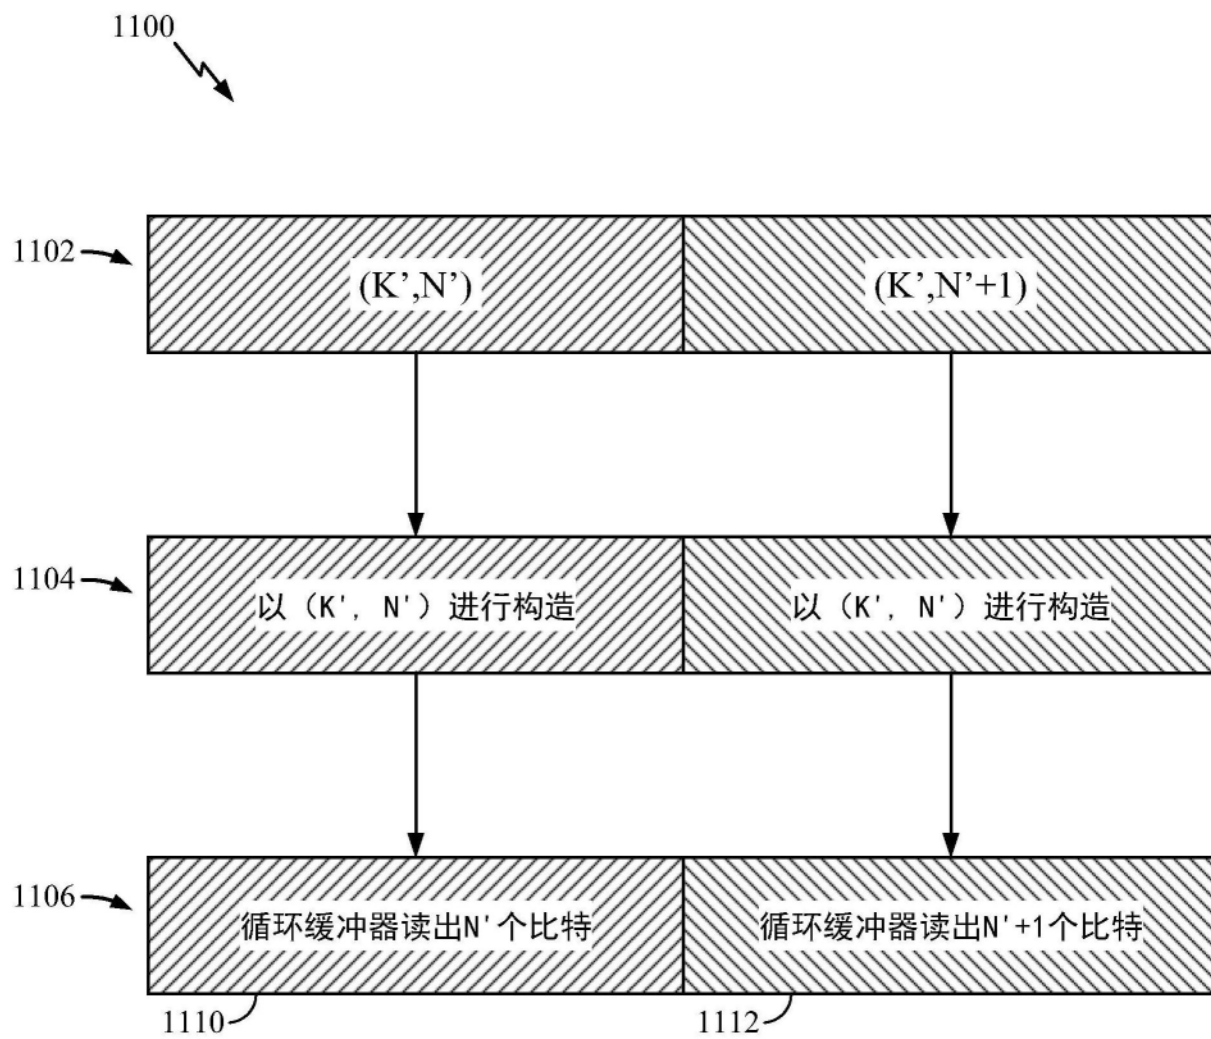 1100
1102
(K’,N’)
(K’,N’+1)
1104
以（K', N'）进行构造
以（K', N'）进行构造
1106
循环缓冲器读出N'个比特
循环缓冲器读出N'+1个比特
1110
1112